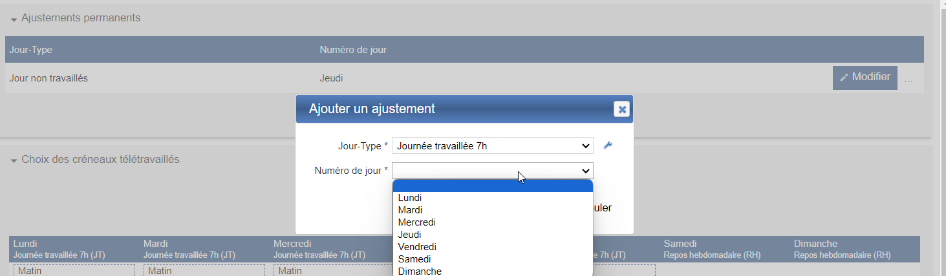 Ajustements permanents
Jour-Type Numéro de jour
Jour non travaillés Jeudi Modifier ...
Ajouter un ajustement
Jour-Type * Journée travaillée 7h
Numéro de jour *
Lundi
Mardi
Mercredi
Jeudi
Vendredi
Samedi
Dimanche
uler
Choix des créneaux télétravaillés
Lundi Mardi Mercredi Samedi Dimanche
Journée travaillée 7h (JT) Journée travaillée 7h (JT) Journée travaillée 7h (JT) 7h (JT) Repos hebdomadaire (RH) Repos hebdomadaire (RH)
Matin Matin Matin